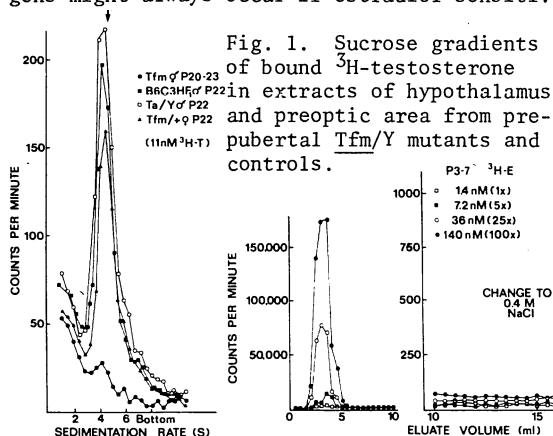 gens might always occur if estradiol sensiti
Fig. 1. Sucrose gradients
of bound ³H-testosterone
in extracts of hypothalamus
and preoptic area from pre-
pubertal Tfm/Y mutants and
controls.
• Tfm ♂ P20-23
■ B6C3HF₁♂ P22
○ Ta/Y♂ P22
▲ Tfm/+♀ P22
(11nM ³H-T)
COUNTS PER MINUTE
200
150
100
50
2 4 6 Bottom
SEDIMENTATION RATE (S)
COUNTS PER MINUTE
150,000
100,000
50,000
0 5 10
P3-7 ³H-E
□ 1.4 nM (1x)
■ 7.2 nM (5x)
○ 36 nM (25x)
• 140 nM (100x)
1000
750
500
250
CHANGE TO
0.4 M
NaCl
10 15
ELUATE VOLUME (ml)